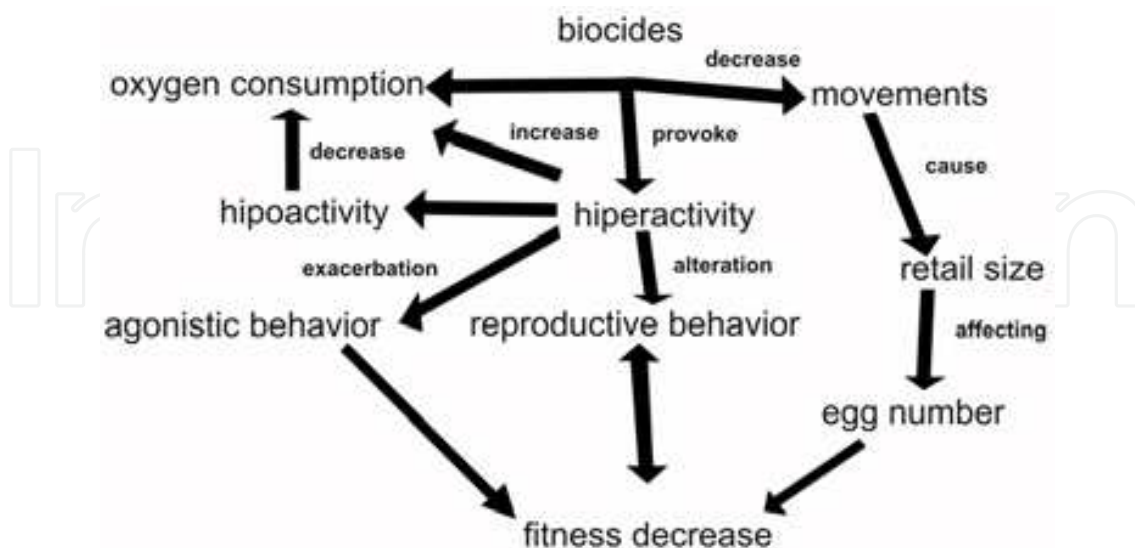 biocides
decrease
oxygen consumption
movements
increase
provoke
decrease
cause
hipoactivity
hiperactivity
exacerbation
alteration
retail size
agonistic behavior
reproductive behavior
affecting
egg number
fitness decrease